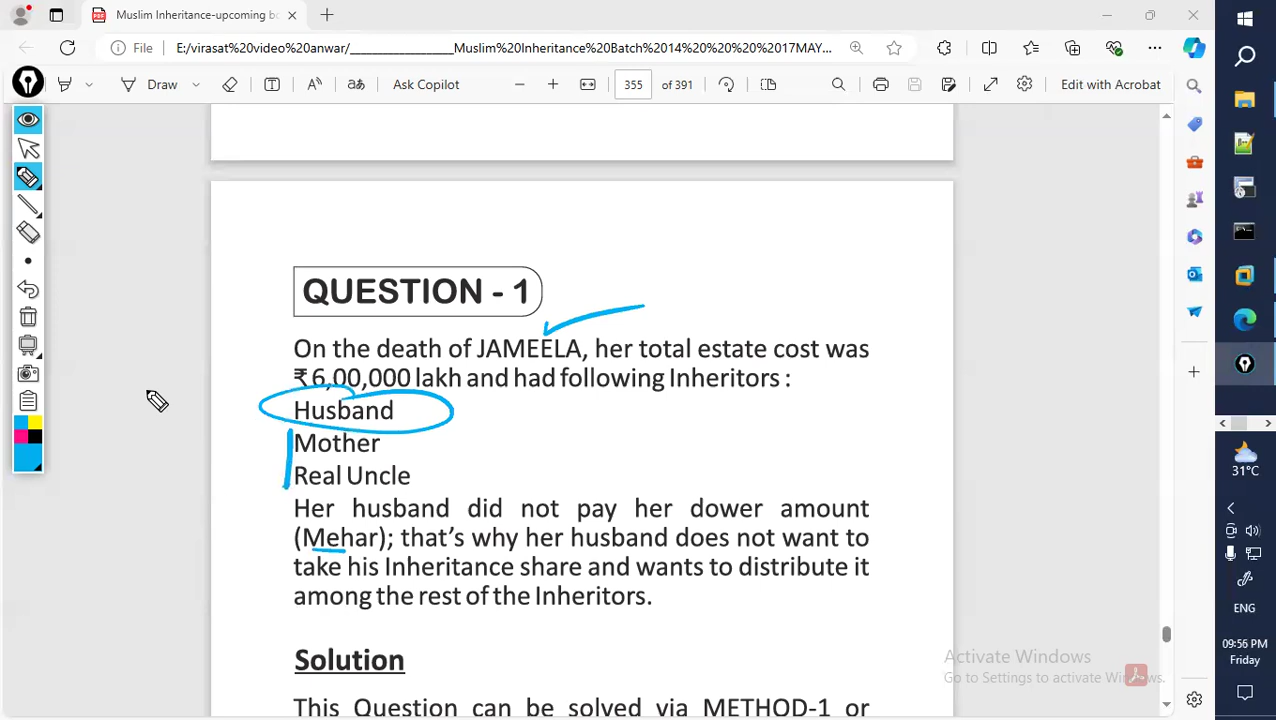 Muslim Inheritance-upcoming bo
File
E:/virasat%20video%20anwar/_________________Muslim%20Inheritance%20Batch%2014%20%20%20%2017MAY...
Draw
Ask Copilot
355
of 391
Edit with Acrobat
QUESTION - 1
On the death of JAMEELA, her total estate cost was
₹6,00,000 lakh and had following Inheritors :
Husband
Mother
Real Uncle
Her husband did not pay her dower amount
(Mehar); that’s why her husband does not want to
take his Inheritance share and wants to distribute it
among the rest of the Inheritors.
Solution
This Question can be solved via METHOD-1 or
Activate Windows
Go to Settings to activate Windows.
31°C
ENG
09:56 PM
Friday